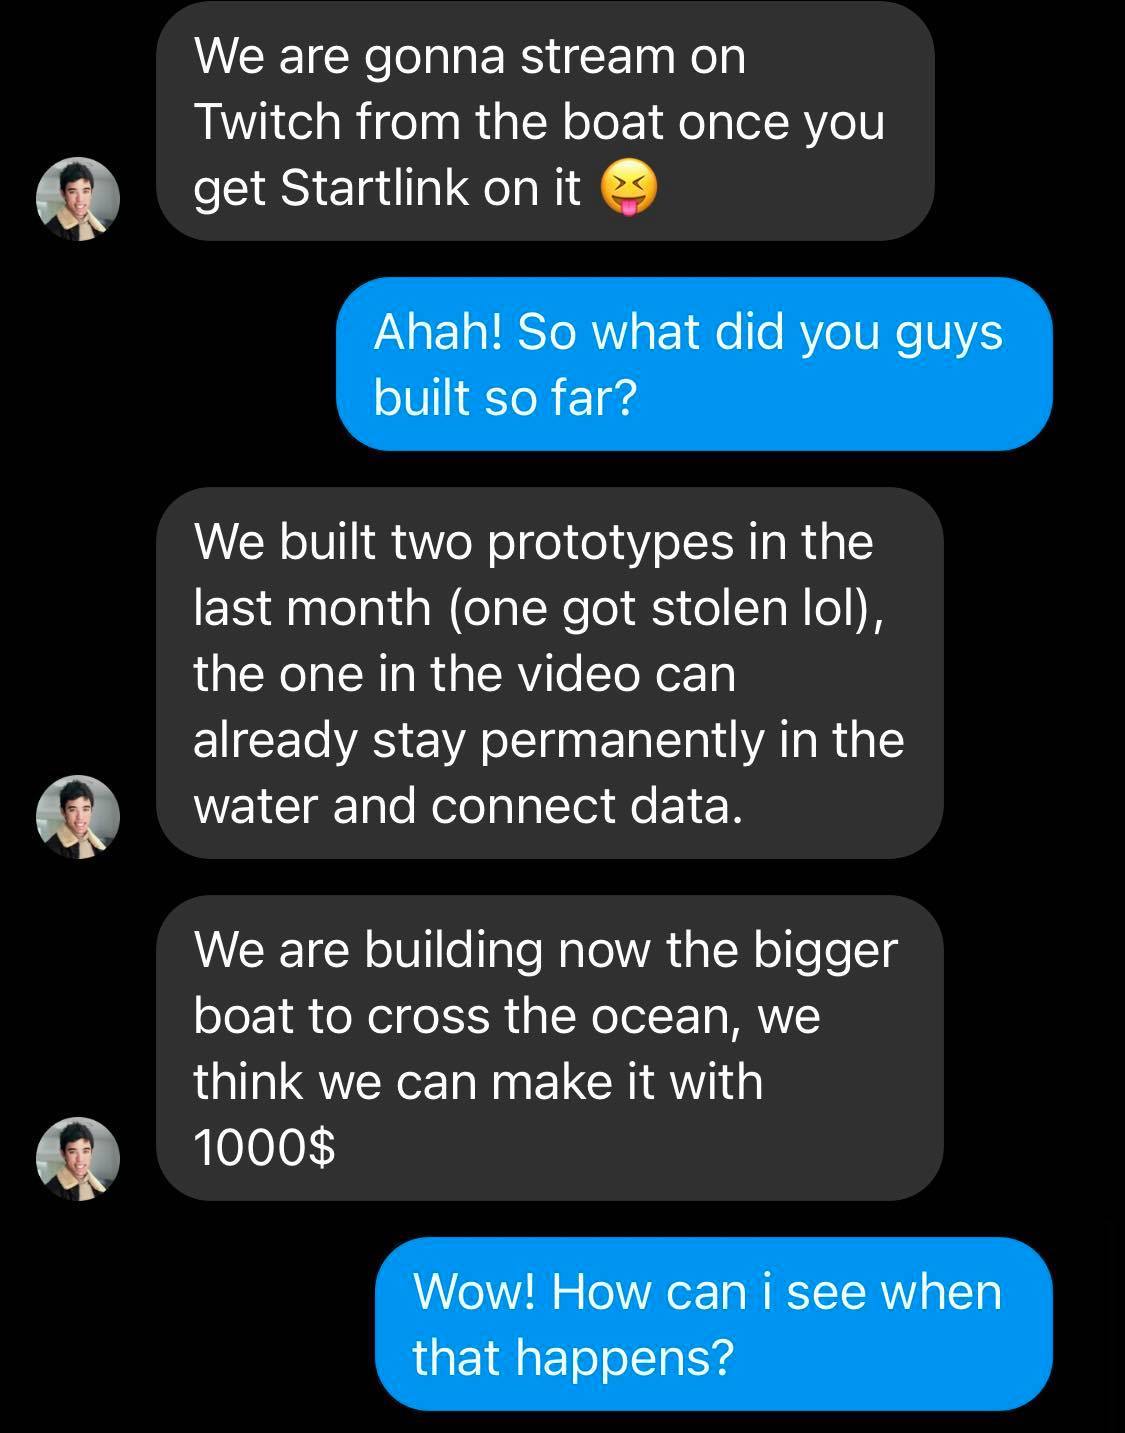 We are gonna stream on
Twitch from the boat once you
get Startlink on it 😝
Ahah! So what did you guys
built so far?
We built two prototypes in the
last month (one got stolen lol),
the one in the video can
already stay permanently in the
water and connect data.
We are building now the bigger
boat to cross the ocean, we
think we can make it with
1000$
Wow! How can i see when
that happens?